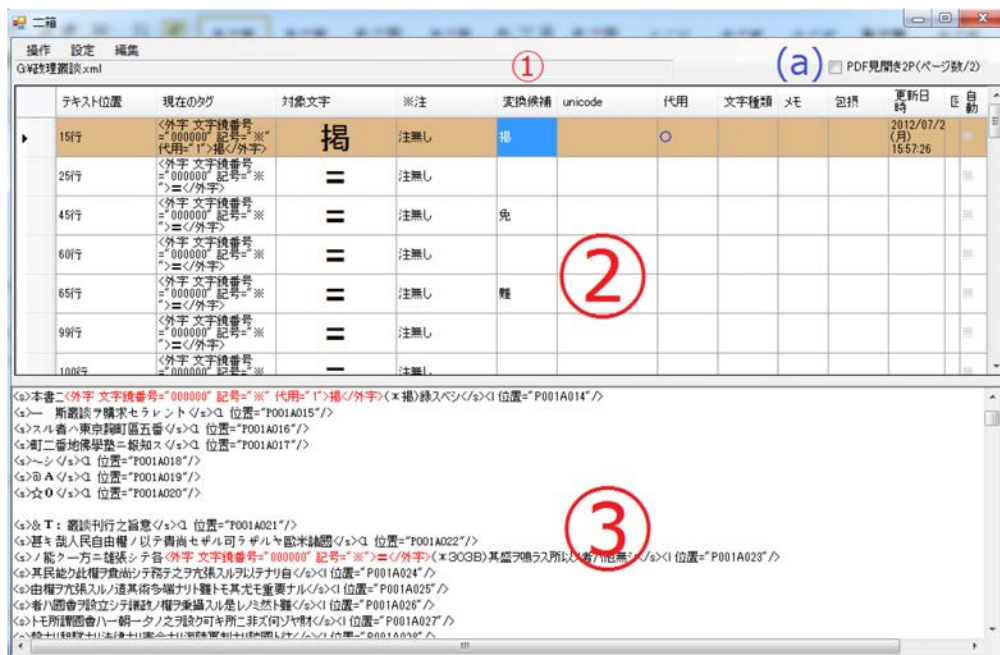 二箱
操作 設定 編集
G:¥政理叢談.xml
① (a) PDF見開き2P(ページ数/2)
テキスト位置 現在のタグ 対象文字 ※注 変換候補 unicode 代用 文字種類 メモ 包摂 更新日時 自動
15行 <外字 文字鏡番号="000000" 記号="※" 代用="1">掲</外字> 掲 注無し 掲 ○ 2012/07/2 (月) 15:57:26
25行 <外字 文字鏡番号="000000" 記号="※">〓</外字> 〓 注無し
45行 <外字 文字鏡番号="000000" 記号="※">〓</外字> 〓 注無し 免
60行 <外字 文字鏡番号="000000" 記号="※">〓</外字> 〓 注無し
65行 <外字 文字鏡番号="000000" 記号="※">〓</外字> 〓 注無し 難
99行 <外字 文字鏡番号="000000" 記号="※">〓</外字> 〓 注無し
100行 <外字 文字鏡番号 〓 注無し
②
<s>本書ニ<外字 文字鏡番号="000000" 記号="※" 代用="1">掲</外字>(*掲)録スベシ</s><l 位置="P001A014"/>
<s>一 斯叢談ヲ購求セラレント</s><l 位置="P001A015"/>
<s>スル者ハ東京麹町區五番</s><l 位置="P001A016"/>
<s>町二番地佛學塾ニ報知ス</s><l 位置="P001A017"/>
<s>~シ</s><l 位置="P001A018"/>
<s>@A</s><l 位置="P001A019"/>
<s>☆0</s><l 位置="P001A020"/>
<s>&T: 叢談刊行之旨意</s><l 位置="P001A021"/>
<s>甚キ哉人民自由權ノ以テ貴尚セザル可ラザルヤ歐米諸國</s><l 位置="P001A022"/>
<s>ノ能ク一方ニ雄張シテ各<外字 文字鏡番号="000000" 記号="※">〓</外字>(*303B)其盛ヲ鳴ラス所以ノ者ハ他無シ</s><l 位置="P001A023"/>
③
<s>其民能ク此權ヲ貴尚シテ務テ之ヲ亢張スルヲ以テナリ自</s><l 位置="P001A024"/>
<s>由權ヲ亢張スルノ道其術多端ナリト雖トモ其尤モ重要ナル</s><l 位置="P001A025"/>
<s>者ハ國會ヲ設立シテ議政ノ權ヲ乗攝スル是レノミ然ト雖</s><l 位置="P001A026"/>
<s>トモ所謂國會ハ一朝一夕ノ之ヲ設ク可キ所ニ非ズ何ゾヤ</s><l 位置="P001A027"/>